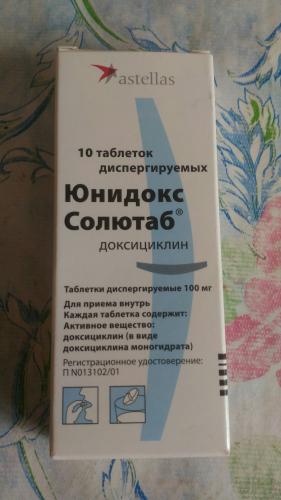 astellas
10 таблеток
диспергируемых
Юнидокс
Солютаб®
доксициклин
Таблетки диспергируемые 100 мг
Для приема внутрь
Каждая таблетка содержит:
Активное вещество:
доксициклин (в виде
доксициклина моногидрата)
Регистрационное удостоверение:
П N013102/01